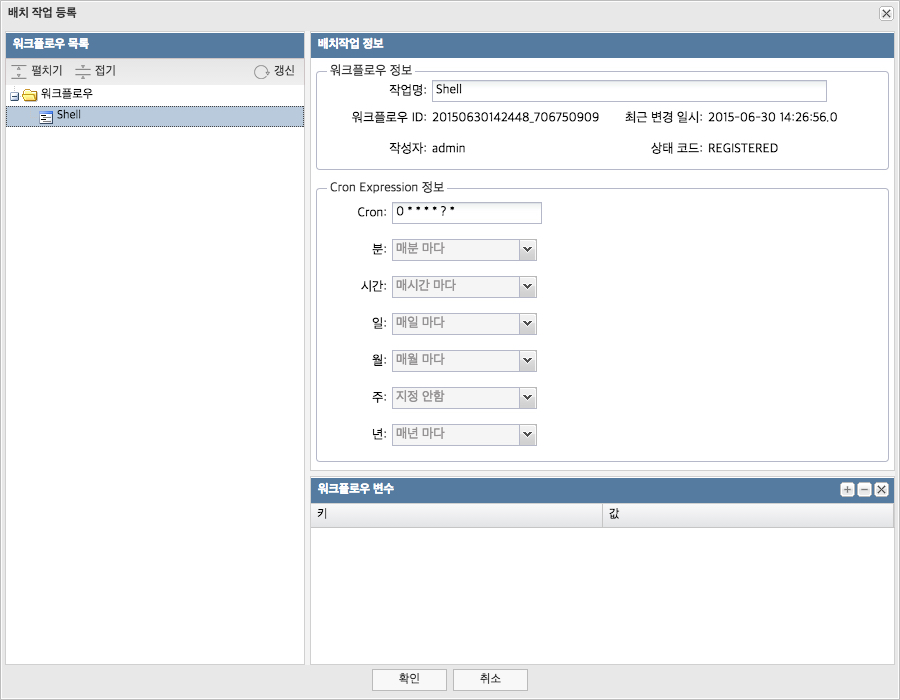 배치 작업 등록
워크플로우 목록
펼치기 접기 갱신
워크플로우
Shell
배치작업 정보
워크플로우 정보
작업명: Shell
워크플로우 ID: 20150630142448_706750909 최근 변경 일시: 2015-06-30 14:26:56.0
작성자: admin 상태 코드: REGISTERED
Cron Expression 정보
Cron: 0 * * * * ? *
분: 매분 마다
시간: 매시간 마다
일: 매일 마다
월: 매월 마다
주: 지정 안함
년: 매년 마다
워크플로우 변수
키 값
확인 취소